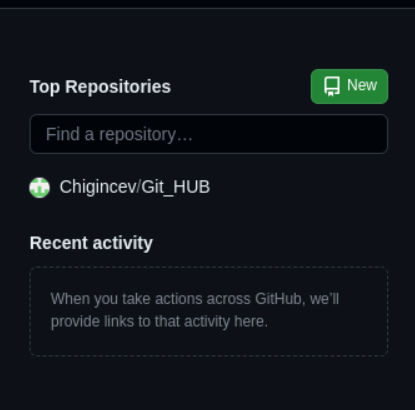 Top Repositories
New
Find a repository…
Chigincev/Git_HUB
Recent activity
When you take actions across GitHub, we’ll
provide links to that activity here.